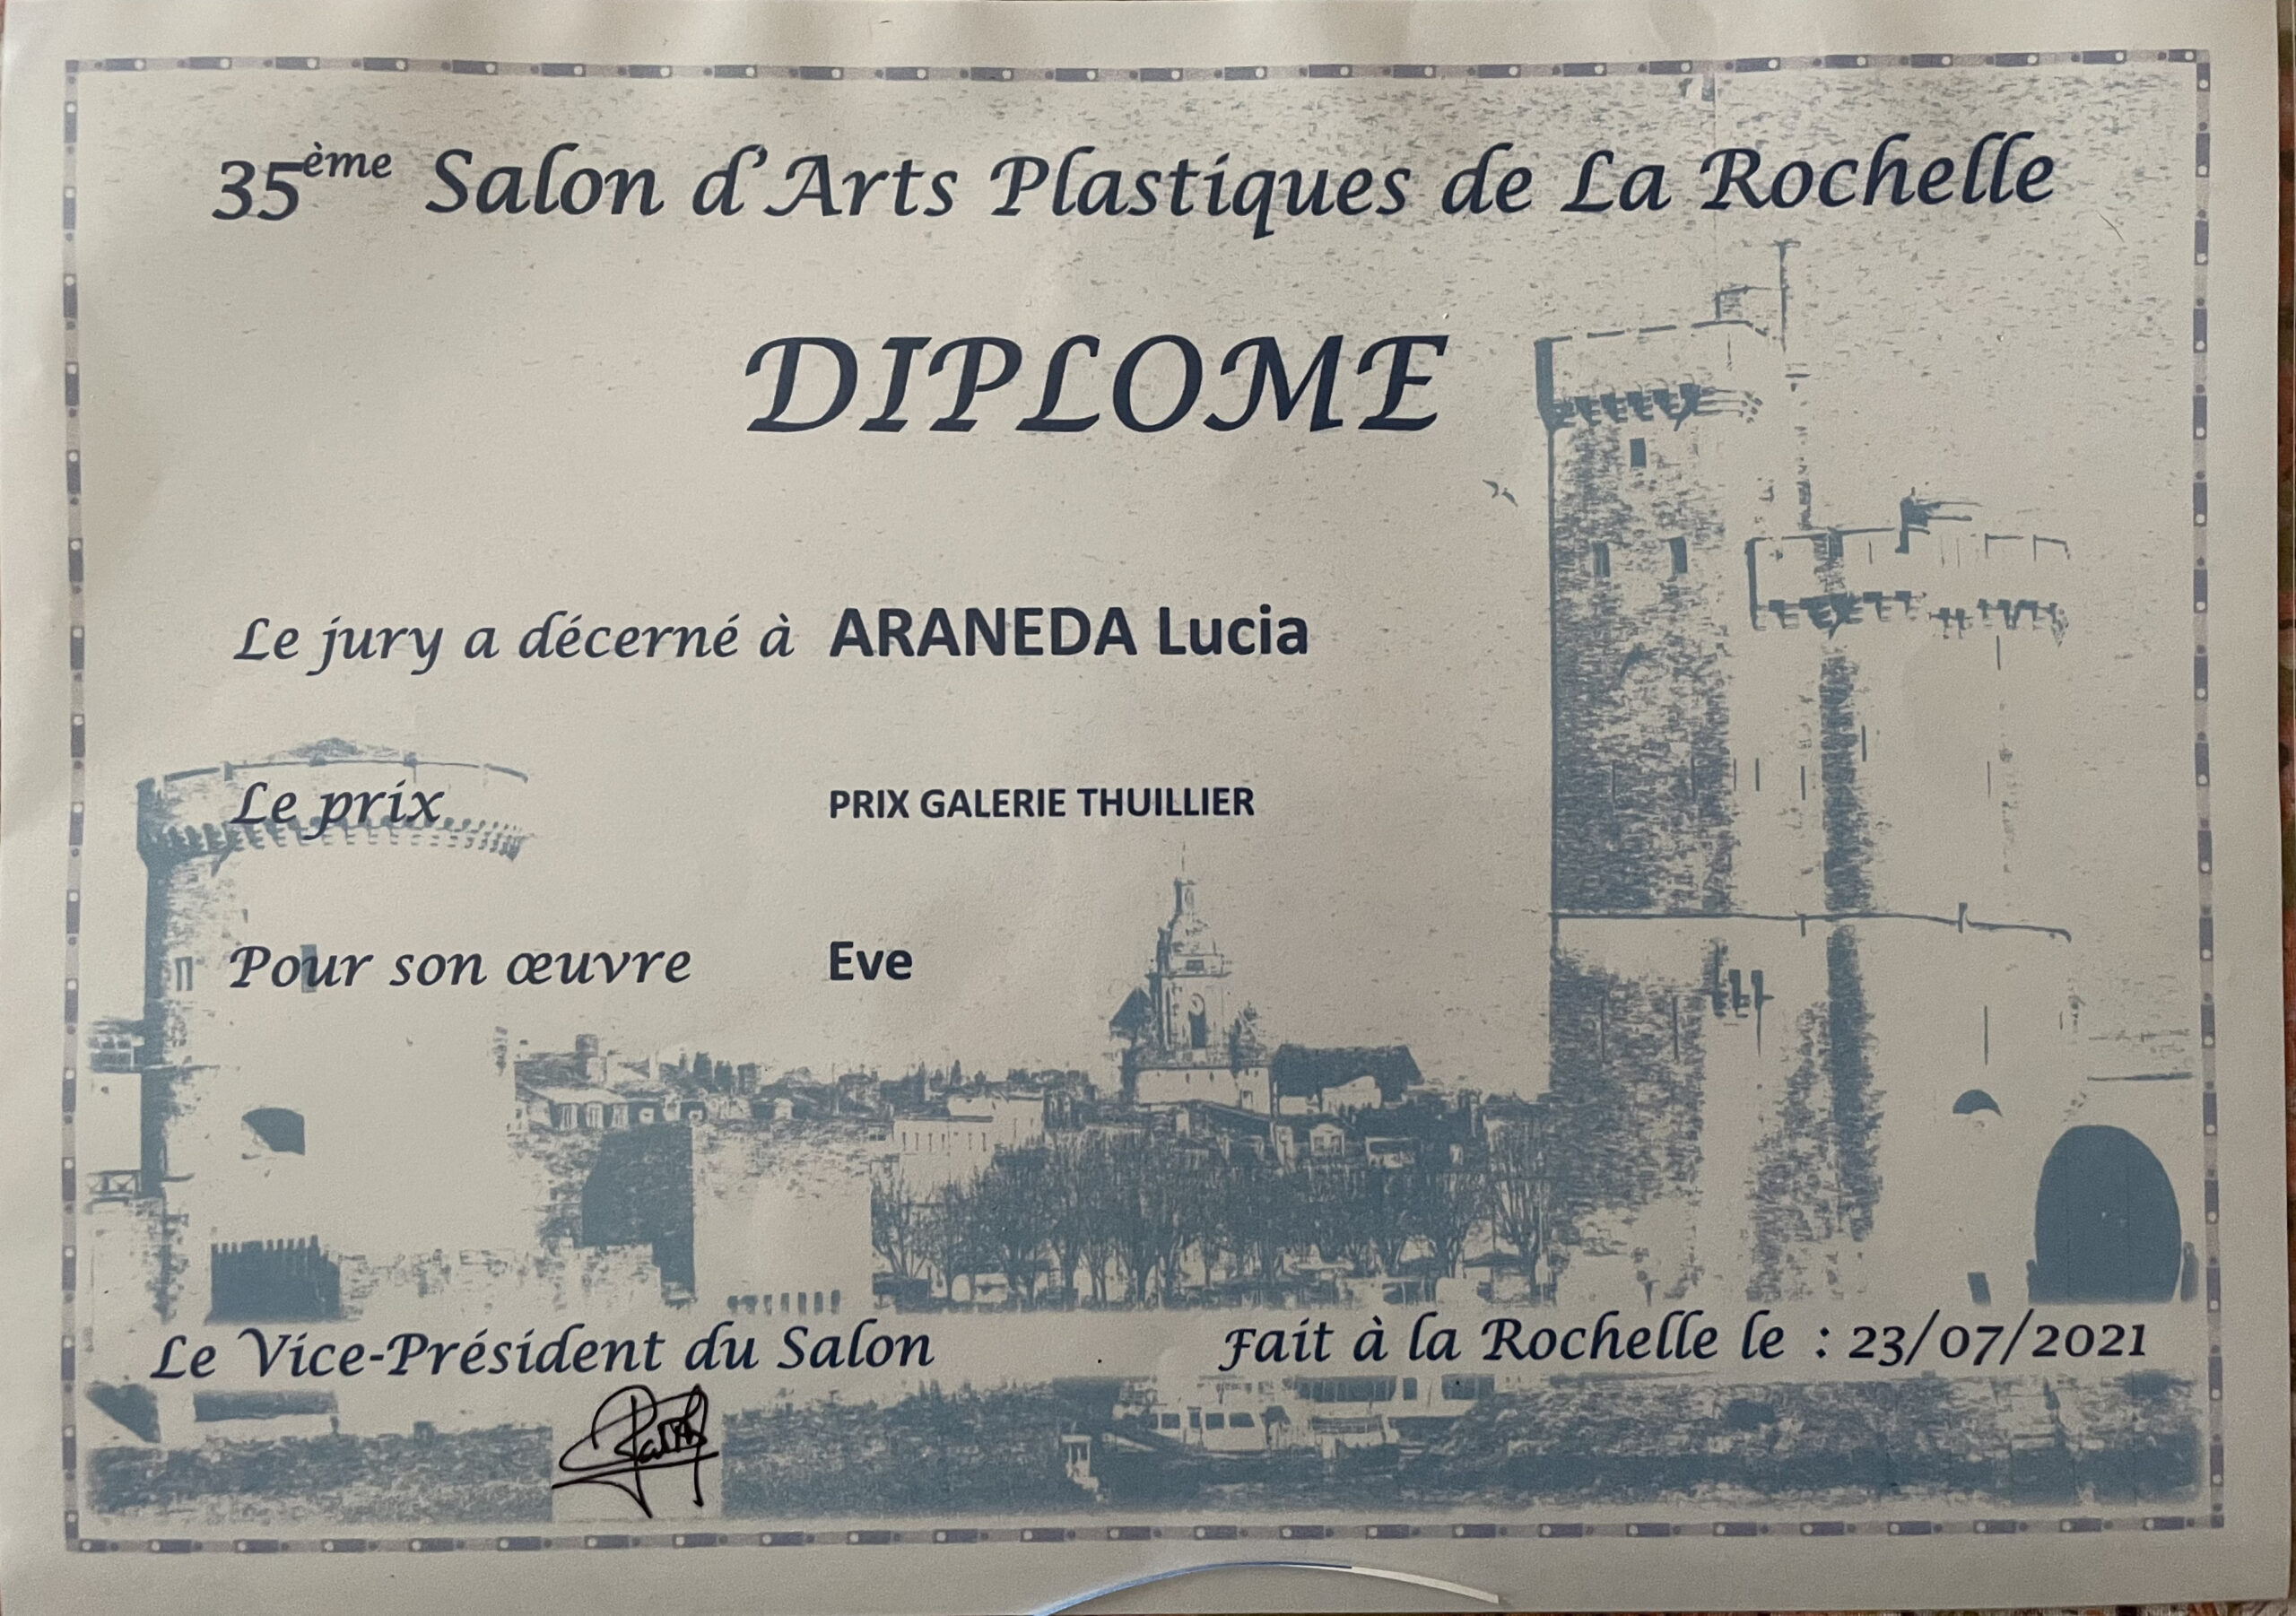 35ème Salon d'Arts Plastiques de La Rochelle
DIPLOME
Le jury a décerné à ARANEDA Lucia
Le prix PRIX GALERIE THUILLIER
Pour son œuvre Eve
Le Vice-Président du Salon Fait à la Rochelle le : 23/07/2021